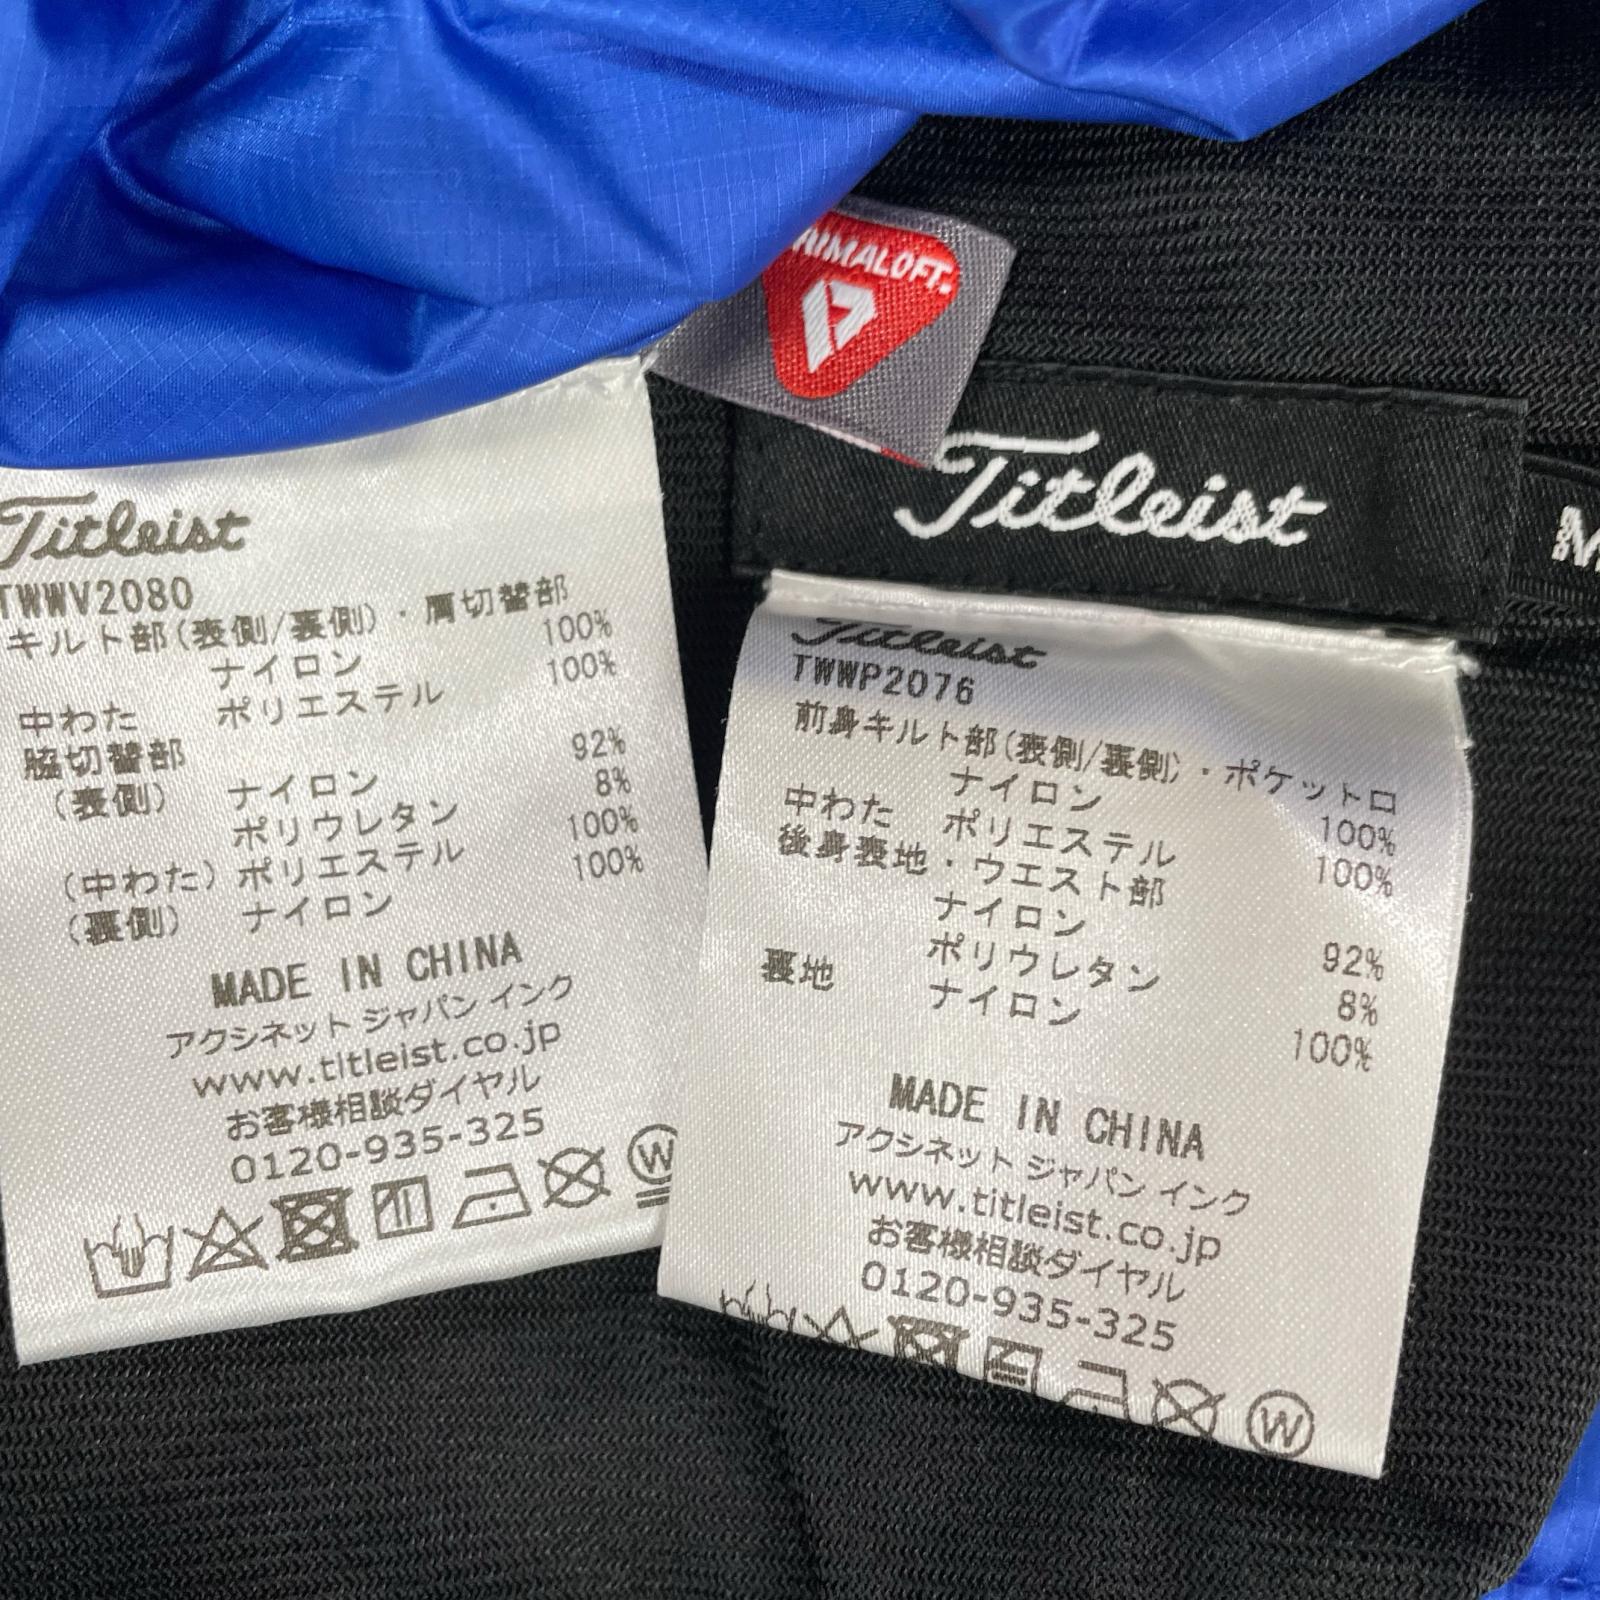 Titleist
TWWV2080
キルト部(表側/裏側)・肩切替部
ナイロン 100%
中わた ポリエステル 100%
脇切替部
(表側) ナイロン 92%
ポリウレタン 8%
(中わた) ポリエステル 100%
(裏側) ナイロン 100%
MADE IN CHINA
アクシネット ジャパン インク
www.titleist.co.jp
お客様相談ダイヤル
0120-935-325
W
Titleist
M
Titleist
TWWP2076
前身キルト部(表側/裏側)・ポケット口
ナイロン 100%
中わた ポリエステル 100%
後身表地・ウエスト部
ナイロン 92%
ポリウレタン 8%
裏地 ナイロン 100%
MADE IN CHINA
アクシネット ジャパン インク
www.titleist.co.jp
お客様相談ダイヤル
0120-935-325
W